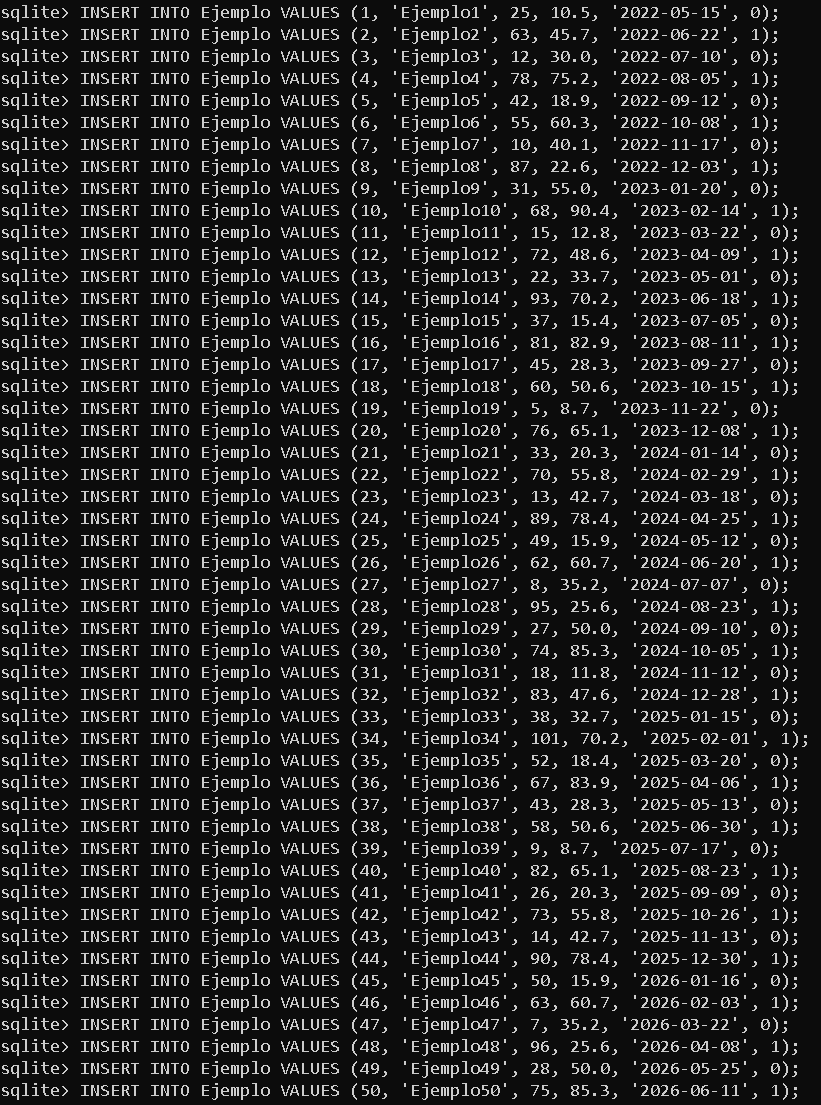 sqlite> INSERT INTO Ejemplo VALUES (1, 'Ejemplo1', 25, 10.5, '2022-05-15', 0);
sqlite> INSERT INTO Ejemplo VALUES (2, 'Ejemplo2', 63, 45.7, '2022-06-22', 1);
sqlite> INSERT INTO Ejemplo VALUES (3, 'Ejemplo3', 12, 30.0, '2022-07-10', 0);
sqlite> INSERT INTO Ejemplo VALUES (4, 'Ejemplo4', 78, 75.2, '2022-08-05', 1);
sqlite> INSERT INTO Ejemplo VALUES (5, 'Ejemplo5', 42, 18.9, '2022-09-12', 0);
sqlite> INSERT INTO Ejemplo VALUES (6, 'Ejemplo6', 55, 60.3, '2022-10-08', 1);
sqlite> INSERT INTO Ejemplo VALUES (7, 'Ejemplo7', 10, 40.1, '2022-11-17', 0);
sqlite> INSERT INTO Ejemplo VALUES (8, 'Ejemplo8', 87, 22.6, '2022-12-03', 1);
sqlite> INSERT INTO Ejemplo VALUES (9, 'Ejemplo9', 31, 55.0, '2023-01-20', 0);
sqlite> INSERT INTO Ejemplo VALUES (10, 'Ejemplo10', 68, 90.4, '2023-02-14', 1);
sqlite> INSERT INTO Ejemplo VALUES (11, 'Ejemplo11', 15, 12.8, '2023-03-22', 0);
sqlite> INSERT INTO Ejemplo VALUES (12, 'Ejemplo12', 72, 48.6, '2023-04-09', 1);
sqlite> INSERT INTO Ejemplo VALUES (13, 'Ejemplo13', 22, 33.7, '2023-05-01', 0);
sqlite> INSERT INTO Ejemplo VALUES (14, 'Ejemplo14', 93, 70.2, '2023-06-18', 1);
sqlite> INSERT INTO Ejemplo VALUES (15, 'Ejemplo15', 37, 15.4, '2023-07-05', 0);
sqlite> INSERT INTO Ejemplo VALUES (16, 'Ejemplo16', 81, 82.9, '2023-08-11', 1);
sqlite> INSERT INTO Ejemplo VALUES (17, 'Ejemplo17', 45, 28.3, '2023-09-27', 0);
sqlite> INSERT INTO Ejemplo VALUES (18, 'Ejemplo18', 60, 50.6, '2023-10-15', 1);
sqlite> INSERT INTO Ejemplo VALUES (19, 'Ejemplo19', 5, 8.7, '2023-11-22', 0);
sqlite> INSERT INTO Ejemplo VALUES (20, 'Ejemplo20', 76, 65.1, '2023-12-08', 1);
sqlite> INSERT INTO Ejemplo VALUES (21, 'Ejemplo21', 33, 20.3, '2024-01-14', 0);
sqlite> INSERT INTO Ejemplo VALUES (22, 'Ejemplo22', 70, 55.8, '2024-02-29', 1);
sqlite> INSERT INTO Ejemplo VALUES (23, 'Ejemplo23', 13, 42.7, '2024-03-18', 0);
sqlite> INSERT INTO Ejemplo VALUES (24, 'Ejemplo24', 89, 78.4, '2024-04-25', 1);
sqlite> INSERT INTO Ejemplo VALUES (25, 'Ejemplo25', 49, 15.9, '2024-05-12', 0);
sqlite> INSERT INTO Ejemplo VALUES (26, 'Ejemplo26', 62, 60.7, '2024-06-20', 1);
sqlite> INSERT INTO Ejemplo VALUES (27, 'Ejemplo27', 8, 35.2, '2024-07-07', 0);
sqlite> INSERT INTO Ejemplo VALUES (28, 'Ejemplo28', 95, 25.6, '2024-08-23', 1);
sqlite> INSERT INTO Ejemplo VALUES (29, 'Ejemplo29', 27, 50.0, '2024-09-10', 0);
sqlite> INSERT INTO Ejemplo VALUES (30, 'Ejemplo30', 74, 85.3, '2024-10-05', 1);
sqlite> INSERT INTO Ejemplo VALUES (31, 'Ejemplo31', 18, 11.8, '2024-11-12', 0);
sqlite> INSERT INTO Ejemplo VALUES (32, 'Ejemplo32', 83, 47.6, '2024-12-28', 1);
sqlite> INSERT INTO Ejemplo VALUES (33, 'Ejemplo33', 38, 32.7, '2025-01-15', 0);
sqlite> INSERT INTO Ejemplo VALUES (34, 'Ejemplo34', 101, 70.2, '2025-02-01', 1);
sqlite> INSERT INTO Ejemplo VALUES (35, 'Ejemplo35', 52, 18.4, '2025-03-20', 0);
sqlite> INSERT INTO Ejemplo VALUES (36, 'Ejemplo36', 67, 83.9, '2025-04-06', 1);
sqlite> INSERT INTO Ejemplo VALUES (37, 'Ejemplo37', 43, 28.3, '2025-05-13', 0);
sqlite> INSERT INTO Ejemplo VALUES (38, 'Ejemplo38', 58, 50.6, '2025-06-30', 1);
sqlite> INSERT INTO Ejemplo VALUES (39, 'Ejemplo39', 9, 8.7, '2025-07-17', 0);
sqlite> INSERT INTO Ejemplo VALUES (40, 'Ejemplo40', 82, 65.1, '2025-08-23', 1);
sqlite> INSERT INTO Ejemplo VALUES (41, 'Ejemplo41', 26, 20.3, '2025-09-09', 0);
sqlite> INSERT INTO Ejemplo VALUES (42, 'Ejemplo42', 73, 55.8, '2025-10-26', 1);
sqlite> INSERT INTO Ejemplo VALUES (43, 'Ejemplo43', 14, 42.7, '2025-11-13', 0);
sqlite> INSERT INTO Ejemplo VALUES (44, 'Ejemplo44', 90, 78.4, '2025-12-30', 1);
sqlite> INSERT INTO Ejemplo VALUES (45, 'Ejemplo45', 50, 15.9, '2026-01-16', 0);
sqlite> INSERT INTO Ejemplo VALUES (46, 'Ejemplo46', 63, 60.7, '2026-02-03', 1);
sqlite> INSERT INTO Ejemplo VALUES (47, 'Ejemplo47', 7, 35.2, '2026-03-22', 0);
sqlite> INSERT INTO Ejemplo VALUES (48, 'Ejemplo48', 96, 25.6, '2026-04-08', 1);
sqlite> INSERT INTO Ejemplo VALUES (49, 'Ejemplo49', 28, 50.0, '2026-05-25', 0);
sqlite> INSERT INTO Ejemplo VALUES (50, 'Ejemplo50', 75, 85.3, '2026-06-11', 1);